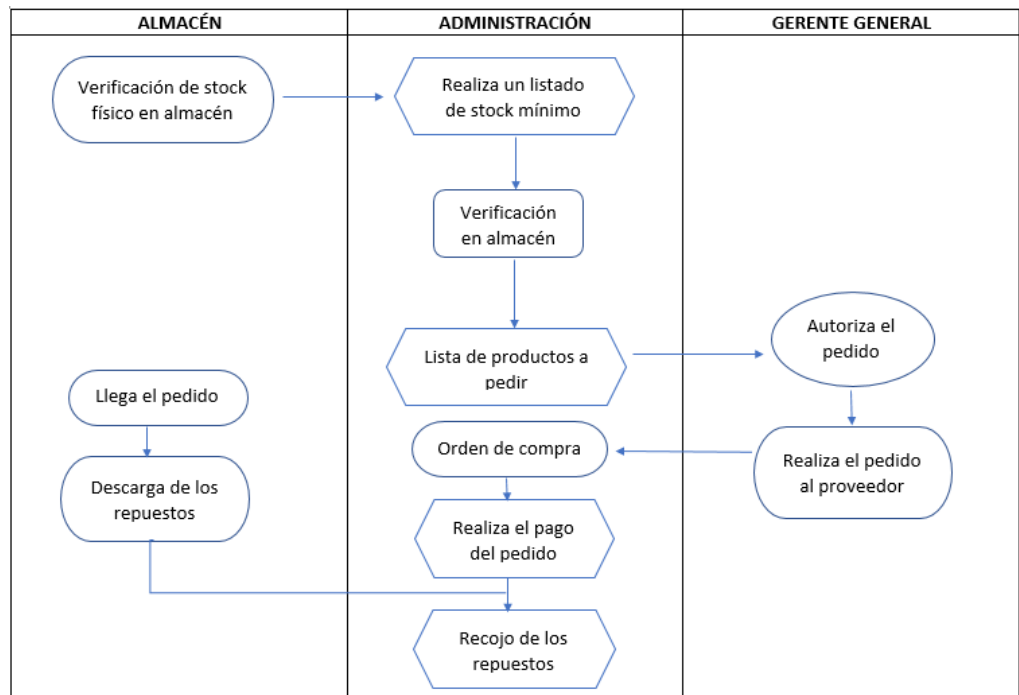 ALMACÉN
ADMINISTRACIÓN
GERENTE GENERAL
Verificación de stock
físico en almacén
Realiza un listado
de stock mínimo
Verificación
en almacén
Lista de productos a
pedir
Autoriza el
pedido
Llega el pedido
Orden de compra
Realiza el pedido
al proveedor
Descarga de los
repuestos
Realiza el pago
del pedido
Recojo de los
repuestos